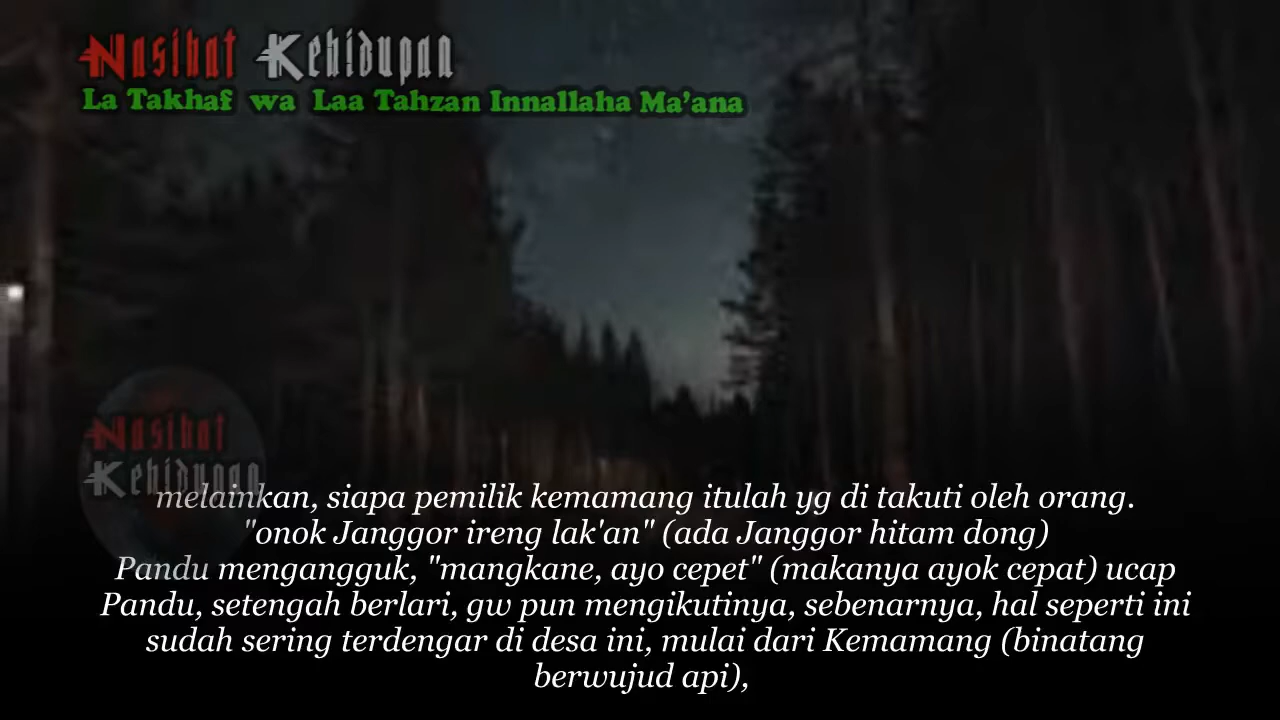 Nasihat Kehidupan
La Takhaf wa Laa Tahzan Innallaha Ma'ana
Nasihat
Kehidupan
melainkan, siapa pemilik kemamang itulah yg di takuti oleh orang.
"onok Janggor ireng lak'an" (ada Janggor hitam dong)
Pandu mengangguk, "mangkane, ayo cepet" (makanya ayok cepat) ucap
Pandu, setengah berlari, gw pun mengikutinya, sebenarnya, hal seperti ini
sudah sering terdengar di desa ini, mulai dari Kemamang (binatang
berwujud api),